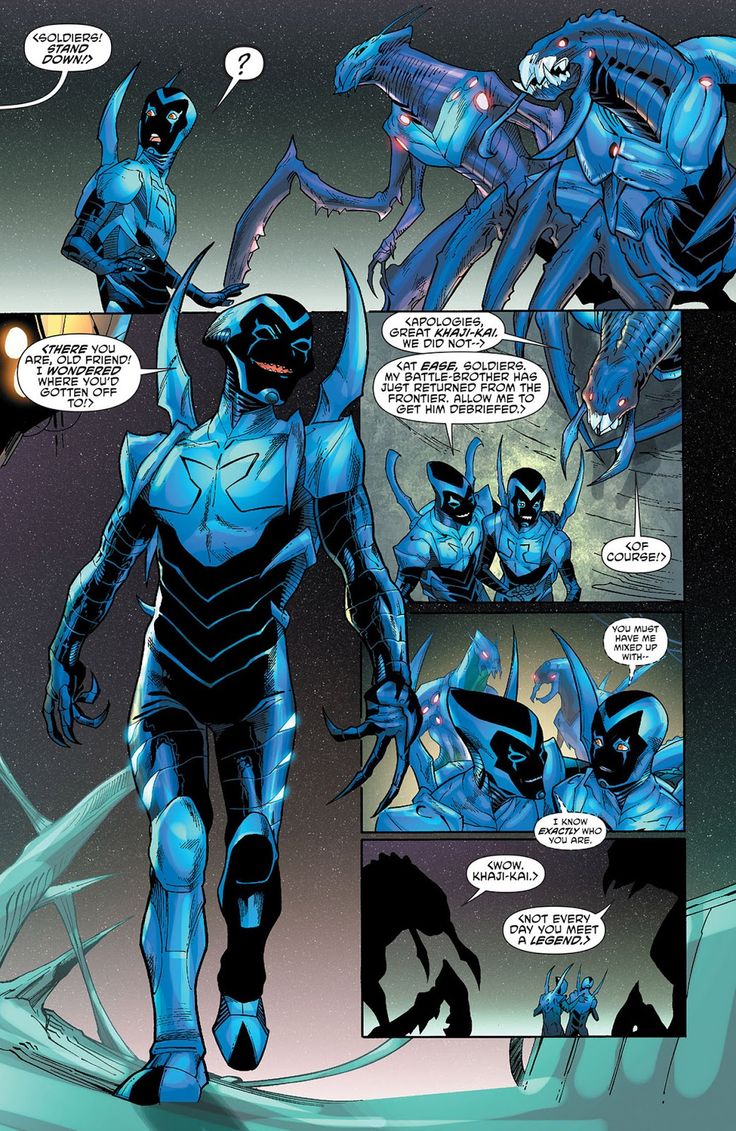 <SOLDIERS!
STAND
DOWN!>
?
<THERE YOU
ARE, OLD FRIEND!
I WONDERED
WHERE YOU'D
GOTTEN OFF
TO!>
<APOLOGIES,
GREAT KHAJI-KAI.
WE DID NOT-->
<AT EASE, SOLDIERS.
MY BATTLE-BROTHER HAS
JUST RETURNED FROM THE
FRONTIER. ALLOW ME TO
GET HIM DEBRIEFED.>
<OF
COURSE!>
YOU MUST
HAVE ME
MIXED UP
WITH--
I KNOW
EXACTLY WHO
YOU ARE.
<WOW.
KHAJI-KAI.>
<NOT EVERY
DAY YOU MEET
A LEGEND.>